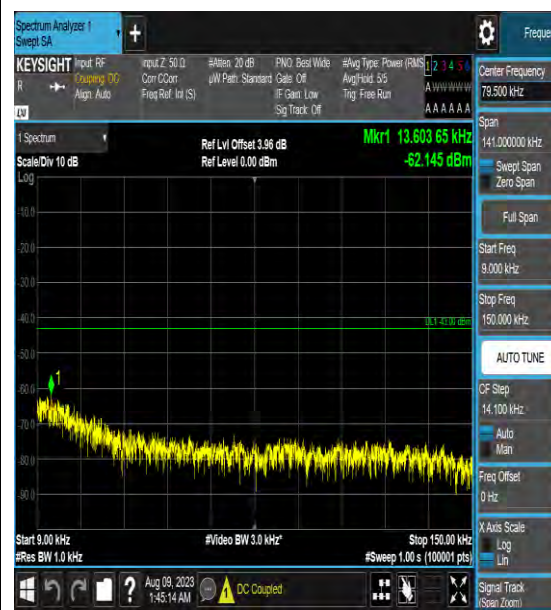 Spectrum Analyzer 1
Swept SA
+
Freque
KEYSIGHT
R
LXI
Input: RF
Coupling: DC
Align: Auto
Input Z: 50 Ω
Corr CCorr
Freq Ref: Int (S)
#Atten: 20 dB
µW Path: Standard
PNO: Best Wide
Gate: Off
IF Gain: Low
Sig Track: Off
#Avg Type: Power (RMS
Avg|Hold: 5/5
Trig: Free Run
1 2 3 4 5 6
A W W W W W
A A A A A A
1 Spectrum
Scale/Div 10 dB
Log
Ref Lvl Offset 3.96 dB
Ref Level 0.00 dBm
Mkr1 13.603 65 kHz
-62.145 dBm
-10.0
-20.0
-30.0
-40.0
-50.0
-60.0
-70.0
-80.0
-90.0
DL1 -43.00 dBm
1
Start 9.00 kHz
#Res BW 1.0 kHz
#Video BW 3.0 kHz*
Stop 150.00 kHz
#Sweep 1.00 s (100001 pts)
?
Aug 09, 2023
1:45:14 AM
DC Coupled
Center Frequency
79.500 kHz
Span
141.000000 kHz
Swept Span
Zero Span
Full Span
Start Freq
9.000 kHz
Stop Freq
150.000 kHz
AUTO TUNE
CF Step
14.100 kHz
Auto
Man
Freq Offset
0 Hz
X Axis Scale
Log
Lin
Signal Track
(Span Zoom)